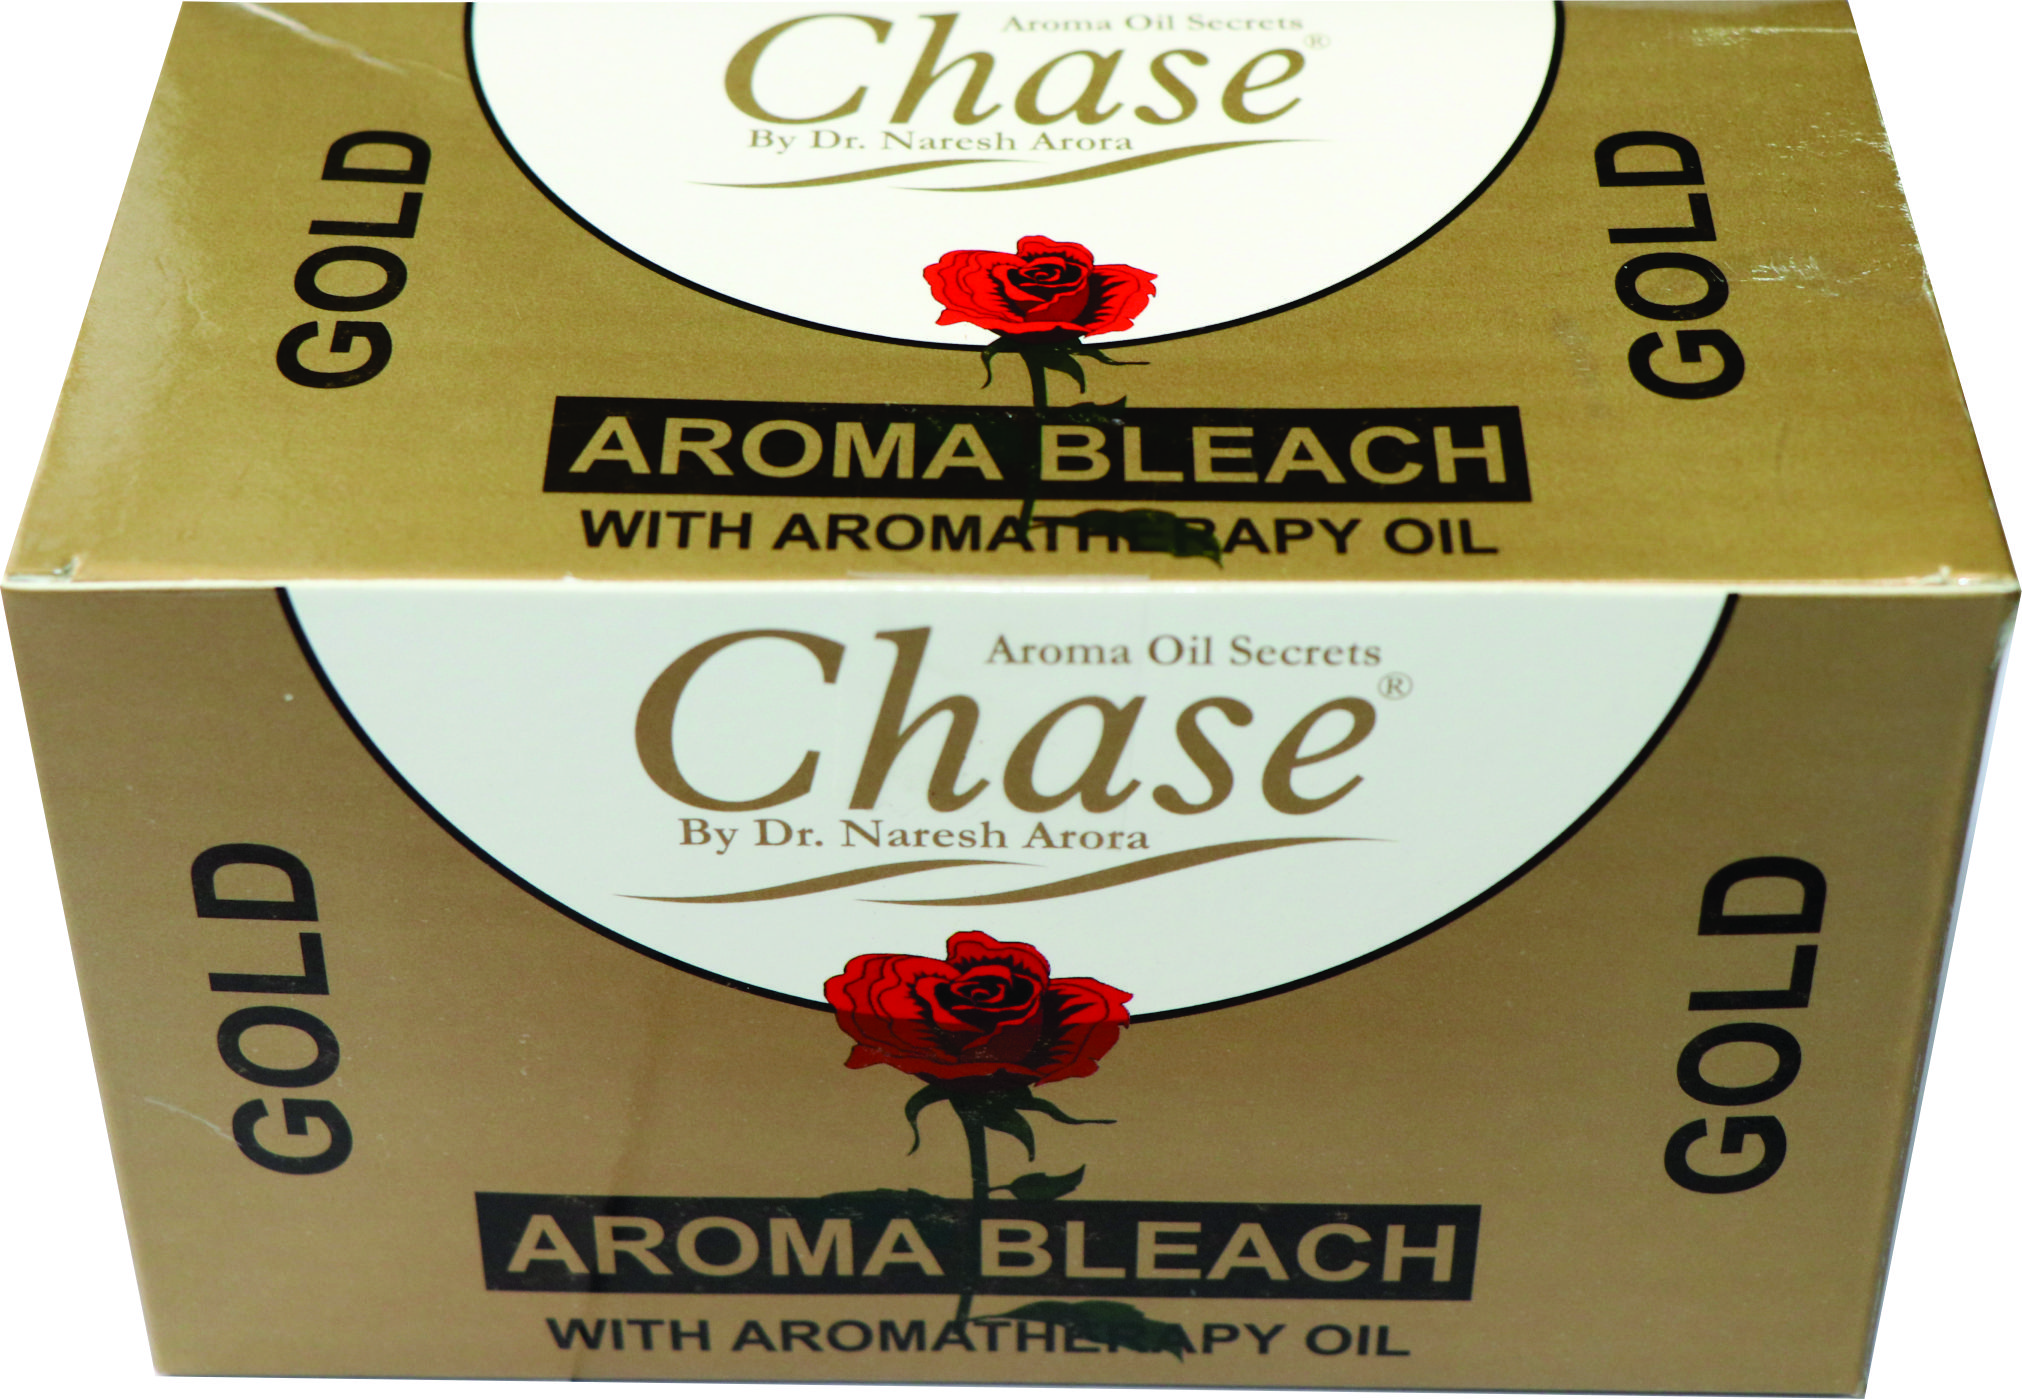 Aroma Oil Secrets
Chase®
By Dr. Naresh Arora
GOLD
GOLD
AROMA BLEACH
WITH AROMATHERAPY OIL
Aroma Oil Secrets
Chase®
By Dr. Naresh Arora
GOLD
GOLD
AROMA BLEACH
WITH AROMATHERAPY OIL